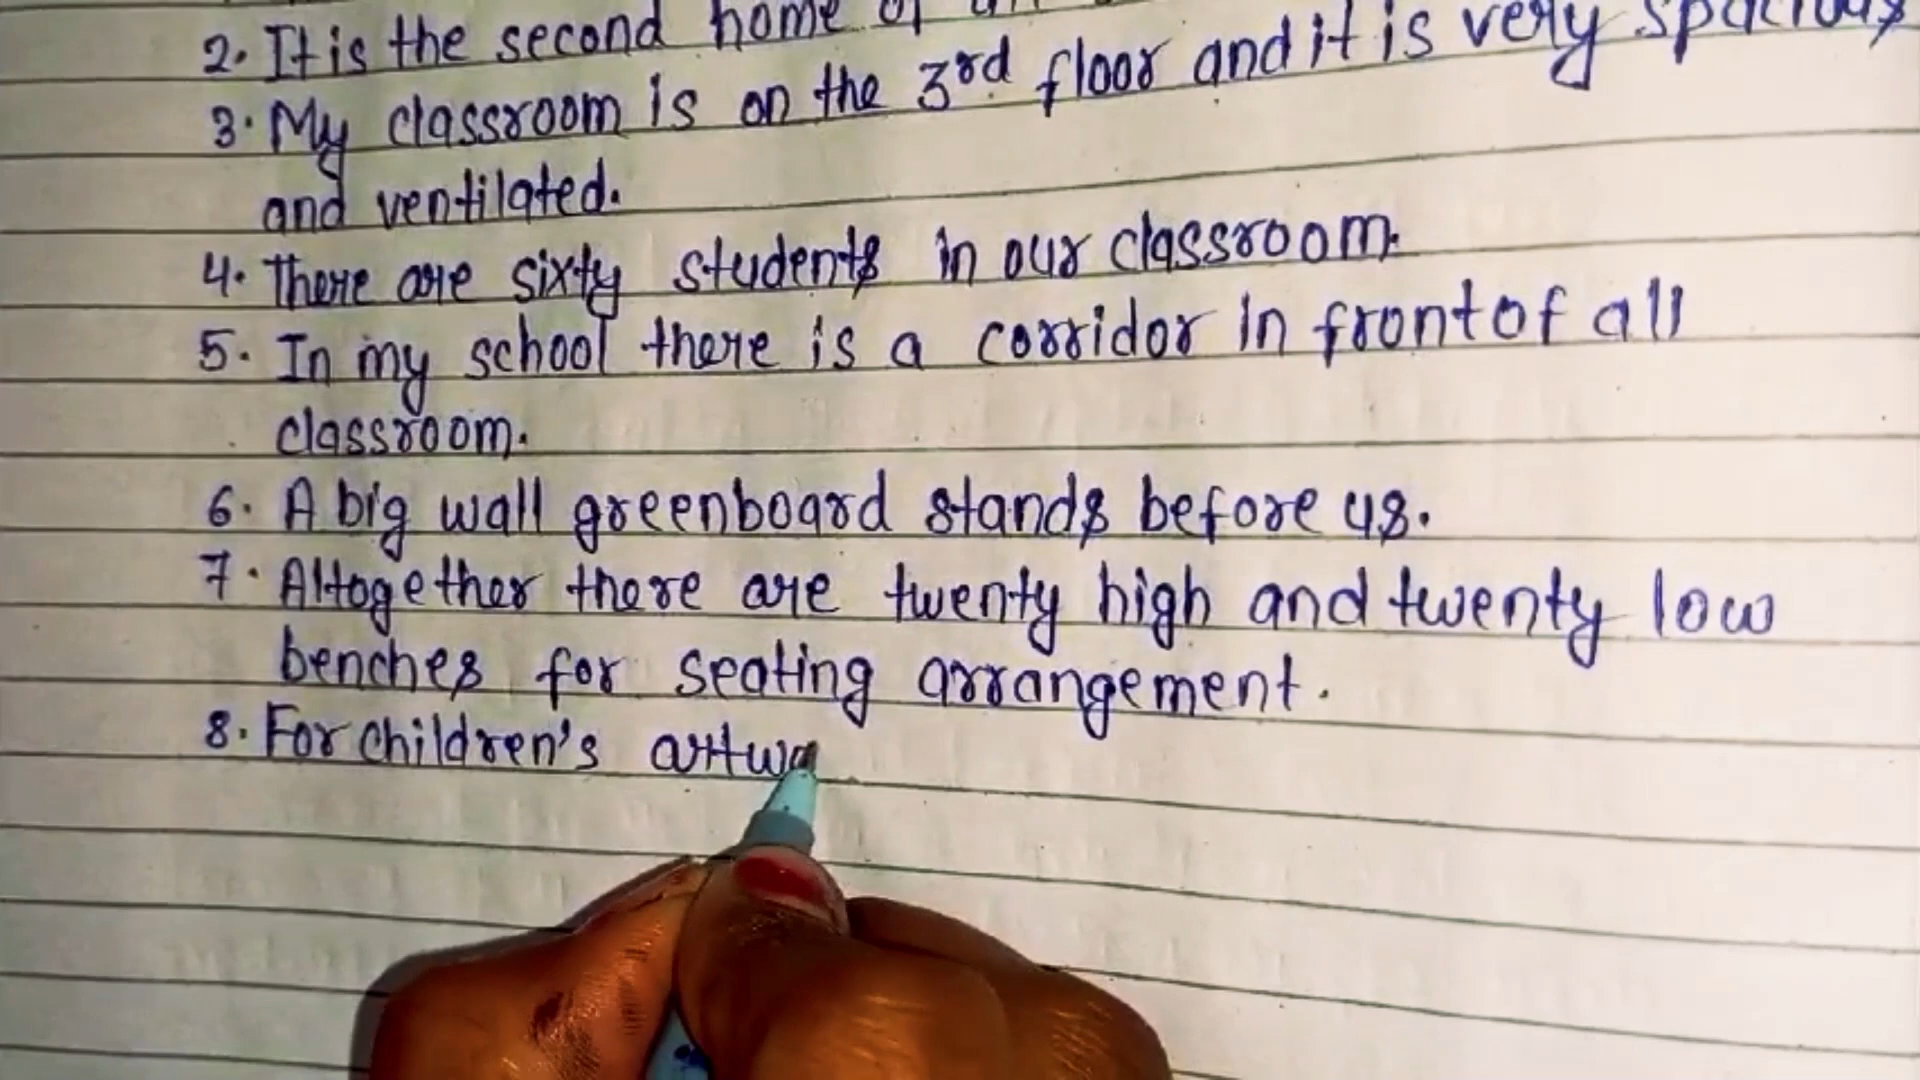 2. It is the second home of
3. My classroom is on the 3rd floor and it is very spacious
and ventilated.
4. There are sixty students in our classroom.
5. In my school there is a corridor in front of all
classroom.
6. A big wall greenboard stands before us.
7. Altogether there are twenty high and twenty low
benches for seating arrangement.
8. For children's artwo